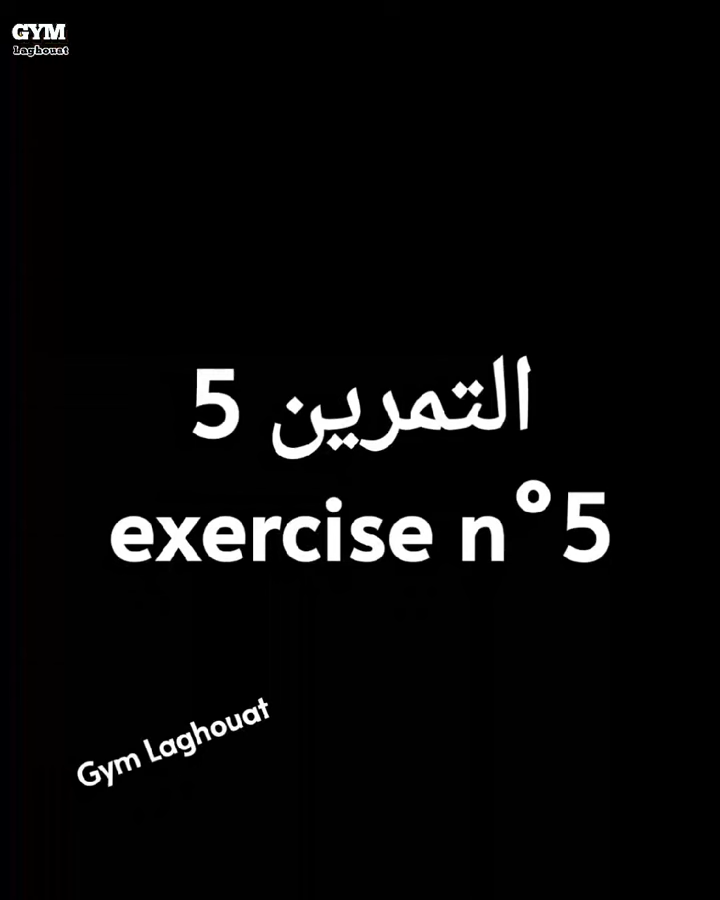 GYM
Laghouat
التمرين 5
exercise n°5
Gym Laghouat